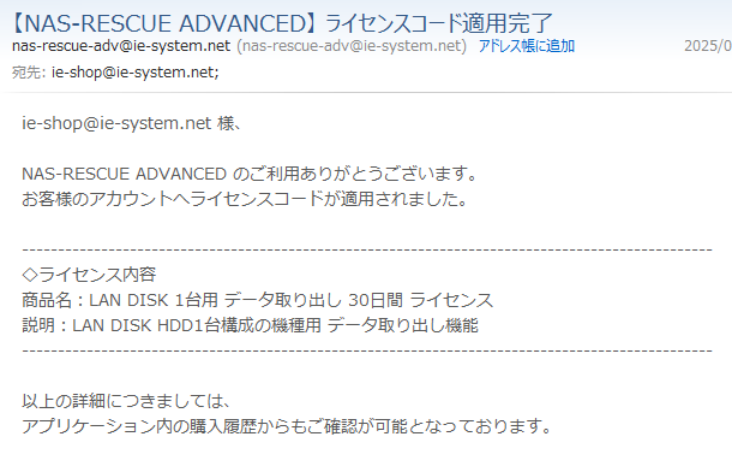 【NAS-RESCUE ADVANCED】ライセンスコード適用完了
nas-rescue-adv@ie-system.net (nas-rescue-adv@ie-system.net) アドレス帳に追加 2025/0
宛先: ie-shop@ie-system.net;
ie-shop@ie-system.net 様、
NAS-RESCUE ADVANCED のご利用ありがとうございます。
お客様のアカウントへライセンスコードが適用されました。
------------------------------------------------------------------------------------------------
◇ライセンス内容
商品名：LAN DISK 1台用 データ取り出し 30日間 ライセンス
説明：LAN DISK HDD1台構成の機種用 データ取り出し機能
------------------------------------------------------------------------------------------------
以上の詳細につきましては、
アプリケーション内の購入履歴からもご確認が可能となっております。